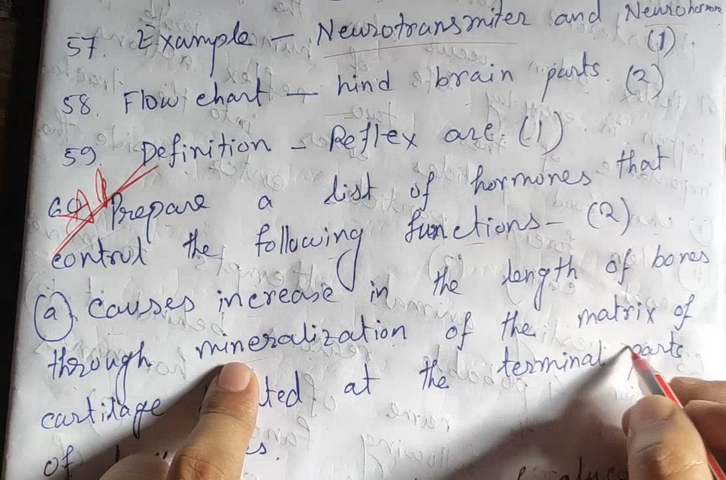 57. Example - Neurotransmiter and Neurohormon
(1)
58. Flow chart - hind brain parts. (2)
59. Definition - Reflex arc. (1)
60. Prepare a list of hormones that
control the following functions - (2)
(a) causes increase in the length of bones
through mineralization of the matrix of
cartilage at the terminal parts
of